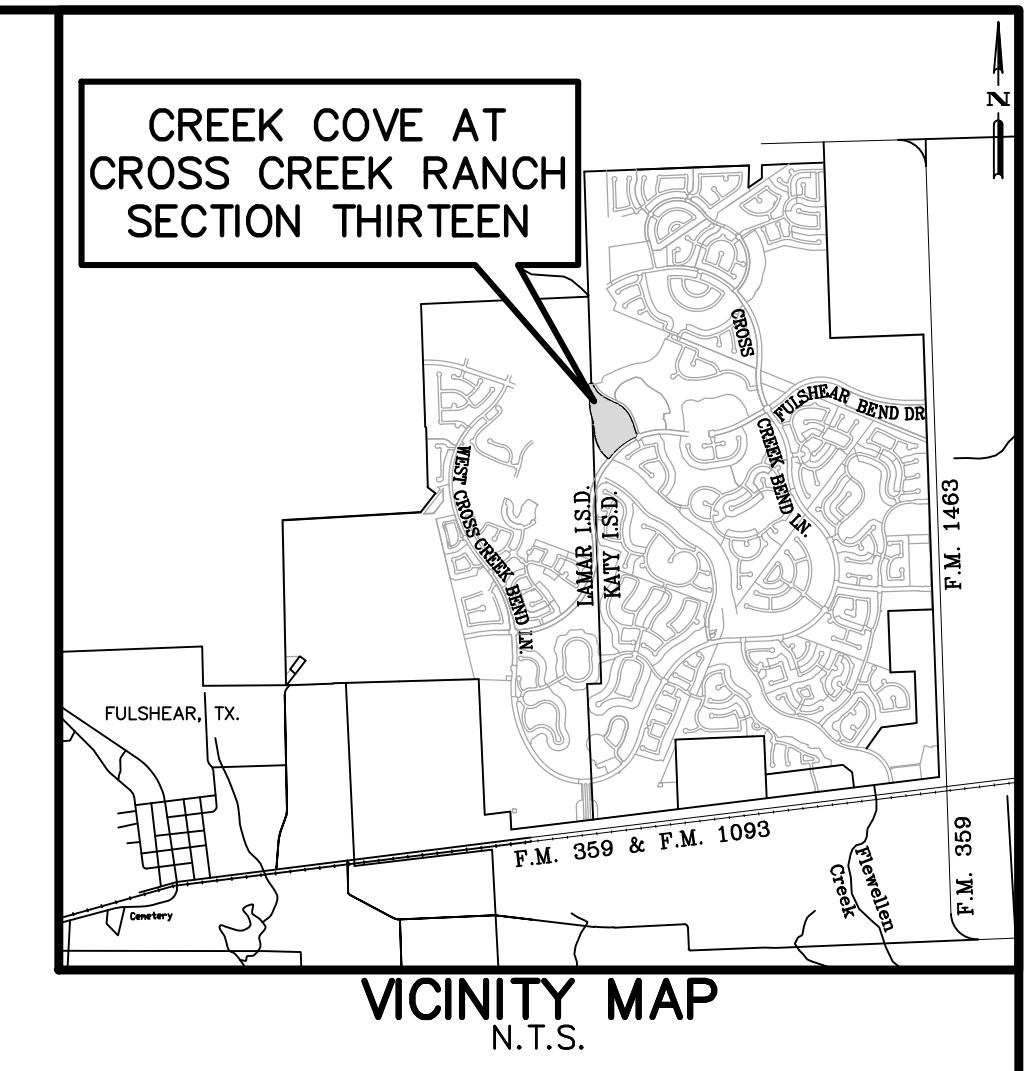 CREEK COVE AT
CROSS CREEK RANCH
SECTION THIRTEEN
N
CROSS
CREEK BEND LN.
FULSHEAR BEND DR
WEST CROSS CREEK BEND LN.
LAMAR I.S.D.
KATY I.S.D.
F.M. 1463
FULSHEAR, TX.
F.M. 359 & F.M. 1093
F.M. 359
Flewellen
Creek
Cemetery
VICINITY MAP
N.T.S.